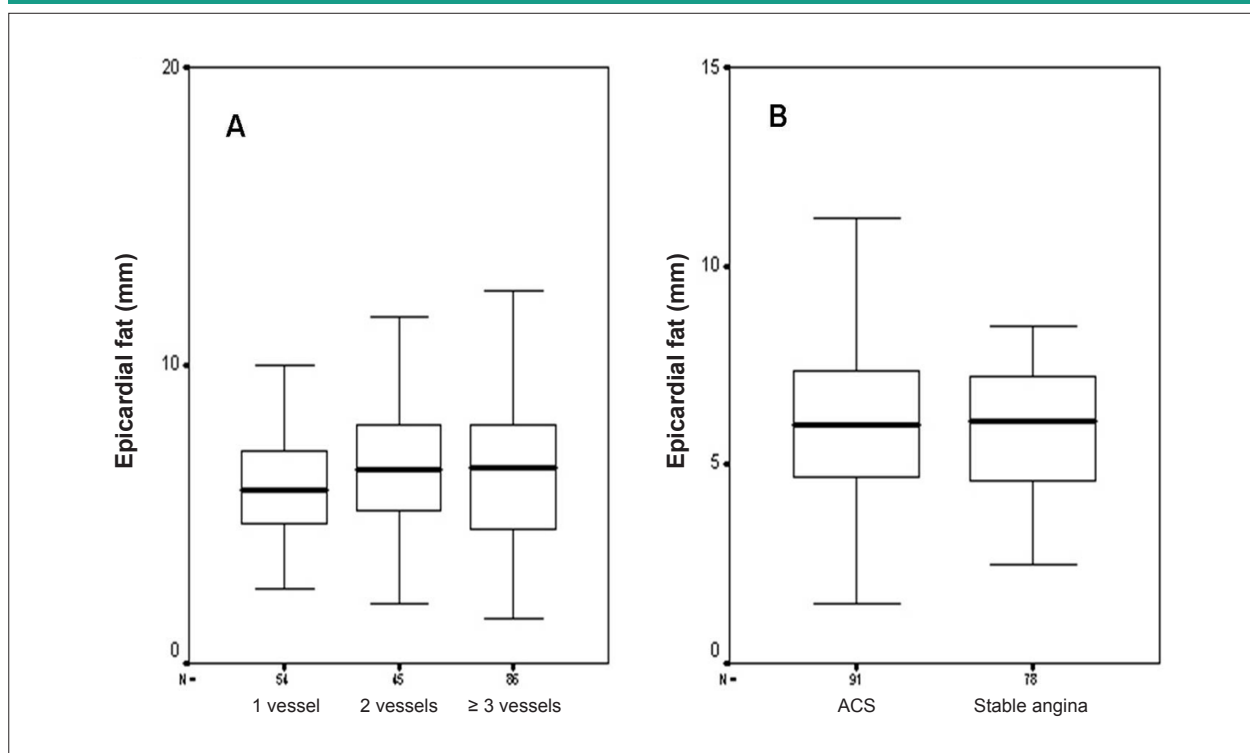 20
A
Epicardial fat (mm)
10
0
N = 54 45 86
1 vessel 2 vessels ≥ 3 vessels
15
B
Epicardial fat (mm)
10
5
0
N = 91 78
ACS Stable angina